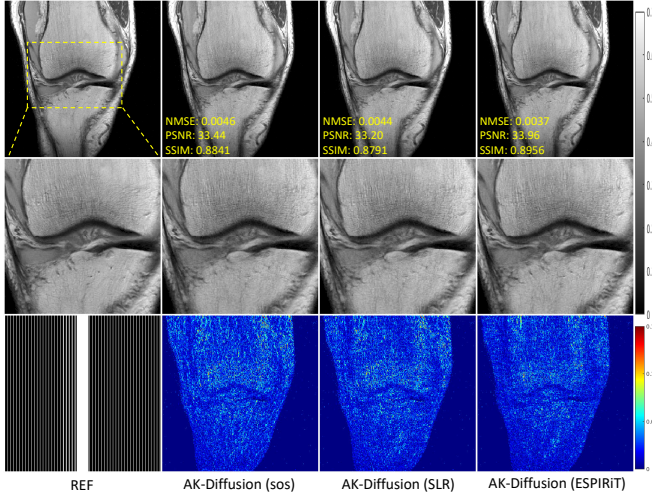 NMSE: 0.0046
PSNR: 33.44
SSIM: 0.8841
NMSE: 0.0044
PSNR: 33.20
SSIM: 0.8791
NMSE: 0.0037
PSNR: 33.96
SSIM: 0.8956
REF
AK-Diffusion (sos)
AK-Diffusion (SLR)
AK-Diffusion (ESPIRiT)